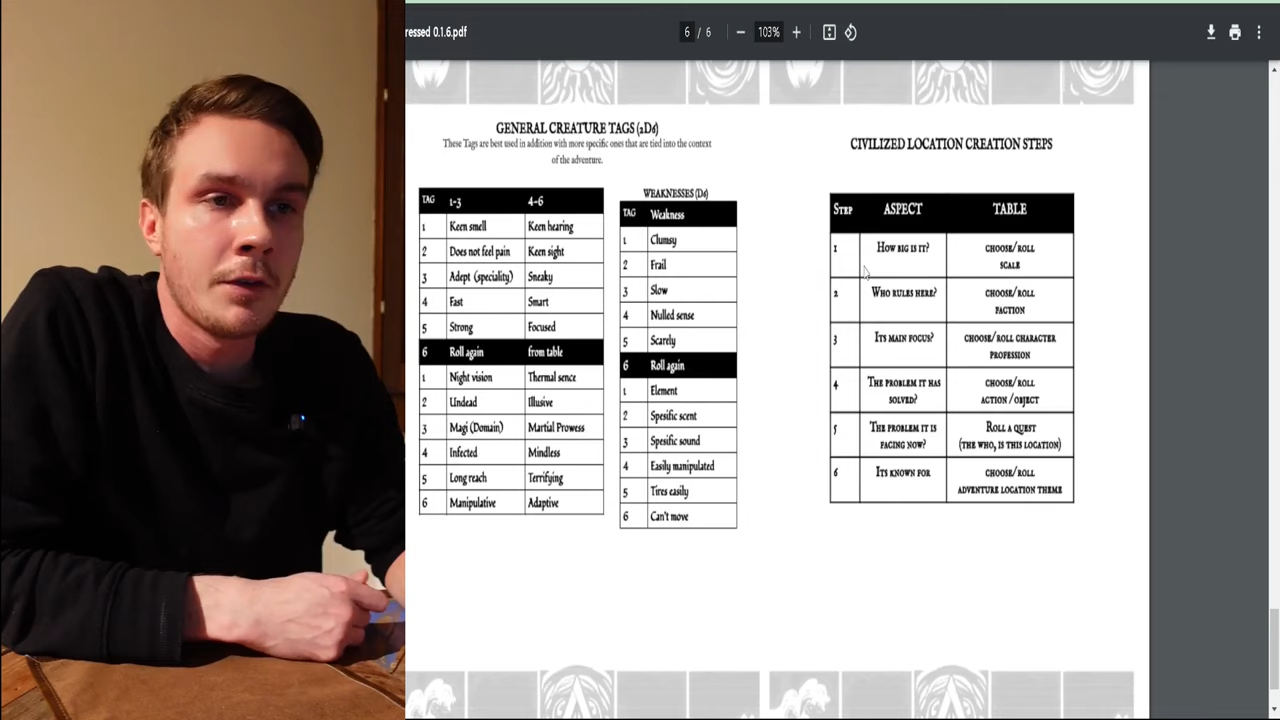 ressed 0.1.6.pdf
6 / 6
103%
GENERAL CREATURE TAGS (2D6)
These Tags are best used in addition with more specific ones that are tied into the context
of the adventure.
TAG 1-3 4-6
1 Keen smell Keen hearing
2 Does not feel pain Keen sight
3 Adept (speciality) Sneaky
4 Fast Smart
5 Strong Focused
6 Roll again from table
1 Night vision Thermal sence
2 Undead Illusive
3 Magi (Domain) Martial Prowess
4 Infected Mindless
5 Long reach Terrifying
6 Manipulative Adaptive
WEAKNESSES (D6)
TAG Weakness
1 Clumsy
2 Frail
3 Slow
4 Nulled sense
5 Scarely
6 Roll again
1 Element
2 Spesific scent
3 Spesific sound
4 Easily manipulated
5 Tires easily
6 Can't move
CIVILIZED LOCATION CREATION STEPS
STEP ASPECT TABLE
1 HOW BIG IS IT? CHOOSE/ROLL
SCALE
2 WHO RULES HERE? CHOOSE/ROLL
FACTION
3 ITS MAIN FOCUS? CHOOSE/ROLL CHARACTER
PROFESSION
4 THE PROBLEM IT HAS CHOOSE/ROLL
SOLVED? ACTION /OBJECT
5 THE PROBLEM IT IS ROLL A QUEST
FACING NOW? (THE WHO, IS THIS LOCATION)
6 ITS KNOWN FOR CHOOSE/ROLL
ADVENTURE LOCATION THEME